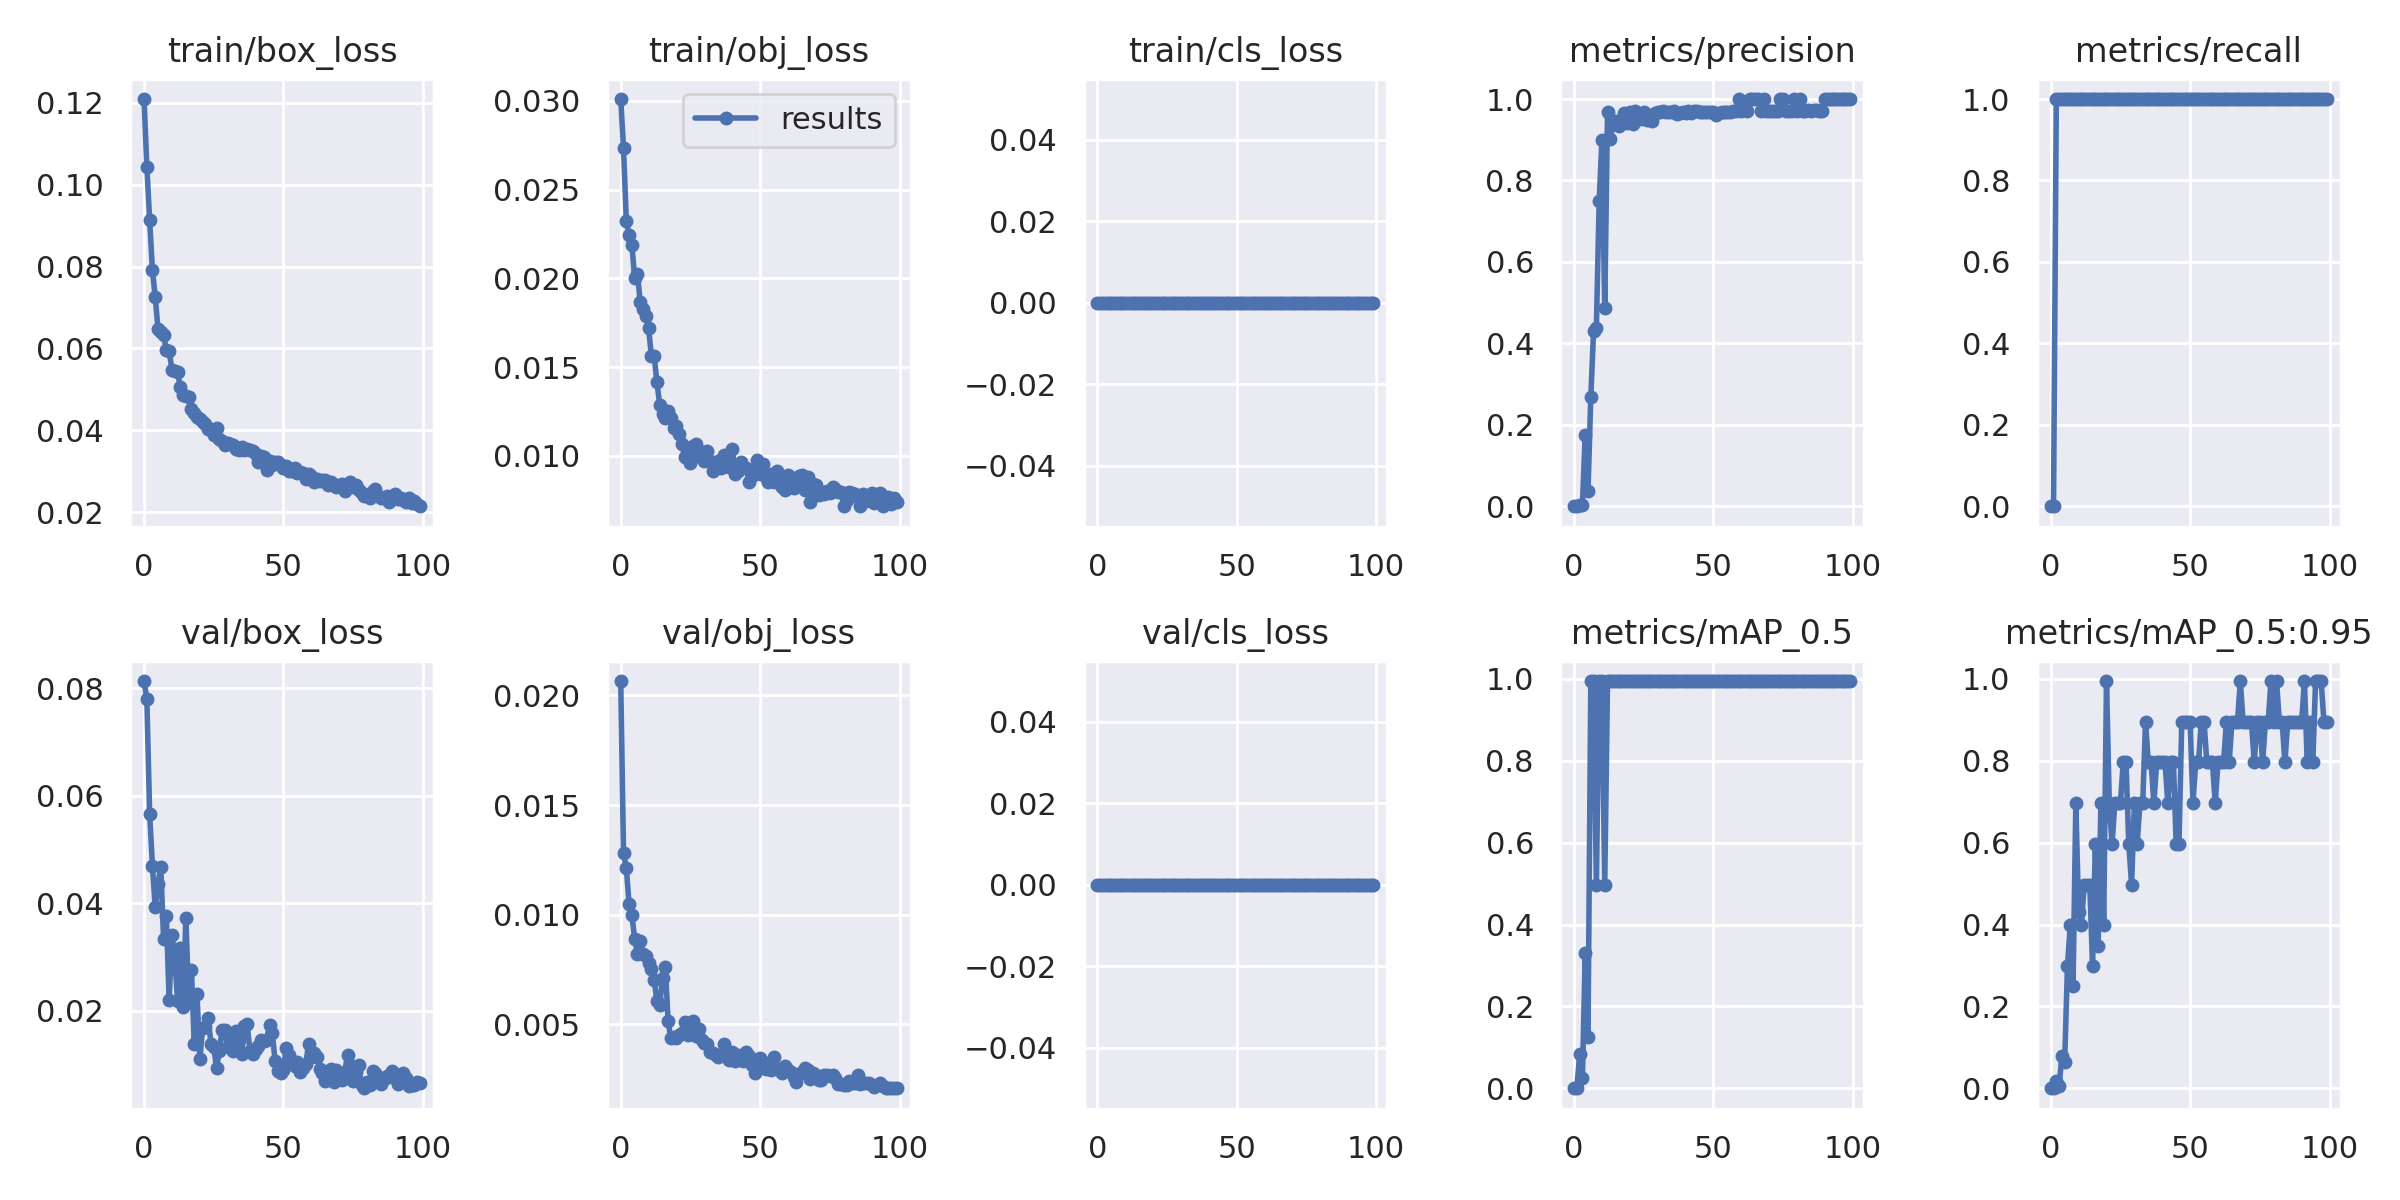 train/box_loss
0.12
0.10
0.08
0.06
0.04
0.02
0 50 100
train/obj_loss
results
0.030
0.025
0.020
0.015
0.010
0 50 100
train/cls_loss
0.04
0.02
0.00
−0.02
−0.04
0 50 100
metrics/precision
1.0
0.8
0.6
0.4
0.2
0.0
0 50 100
metrics/recall
1.0
0.8
0.6
0.4
0.2
0.0
0 50 100
val/box_loss
0.08
0.06
0.04
0.02
0 50 100
val/obj_loss
0.020
0.015
0.010
0.005
0 50 100
val/cls_loss
0.04
0.02
0.00
−0.02
−0.04
0 50 100
metrics/mAP_0.5
1.0
0.8
0.6
0.4
0.2
0.0
0 50 100
metrics/mAP_0.5:0.95
1.0
0.8
0.6
0.4
0.2
0.0
0 50 100